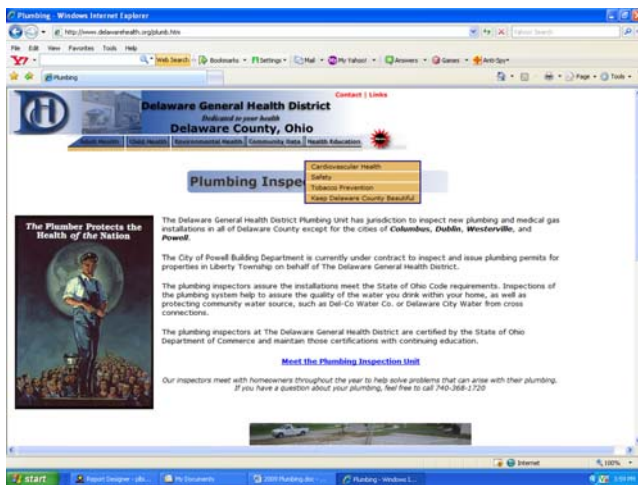 Plumbing - Windows Internet Explorer
http://www.delawarehealth.org/plumb.htm
Yahoo! Search
File Edit View Favorites Tools Help
Web Search Bookmarks Settings Mail My Yahoo! Answers Games Anti-Spy
Plumbing
Page Tools
Contact | Links
Delaware General Health District
Dedicated to your health
Delaware County, Ohio
Adult Health Child Health Environmental Health Community Data Health Education
Cardiovascular Health
Safety
Tobacco Prevention
Keep Delaware County Beautiful
Plumbing Inspe
The Plumber Protects the
Health of the Nation
The Delaware General Health District Plumbing Unit has jurisdiction to inspect new plumbing and medical gas
installations in all of Delaware County except for the cities of Columbus, Dublin, Westerville, and
Powell.
The City of Powell Building Department is currently under contract to inspect and issue plumbing permits for
properties in Liberty Township on behalf of The Delaware General Health District.
The plumbing inspectors assure the installations meet the State of Ohio Code requirements. Inspections of
the plumbing system help to assure the quality of the water you drink within your home, as well as
protecting community water source, such as Del-Co Water Co. or Delaware City Water from cross
connections.
The plumbing inspectors at The Delaware General Health District are certified by the State of Ohio
Department of Commerce and maintain those certifications with continuing education.
Meet the Plumbing Inspection Unit
Our inspectors meet with homeowners throughout the year to help solve problems that can arise with their plumbing.
If you have a question about your plumbing, feel free to call 740-368-1720
Internet 100%
start Report Designer - My Documents 2009 Plumbing.doc - Plumbing - Windows I...